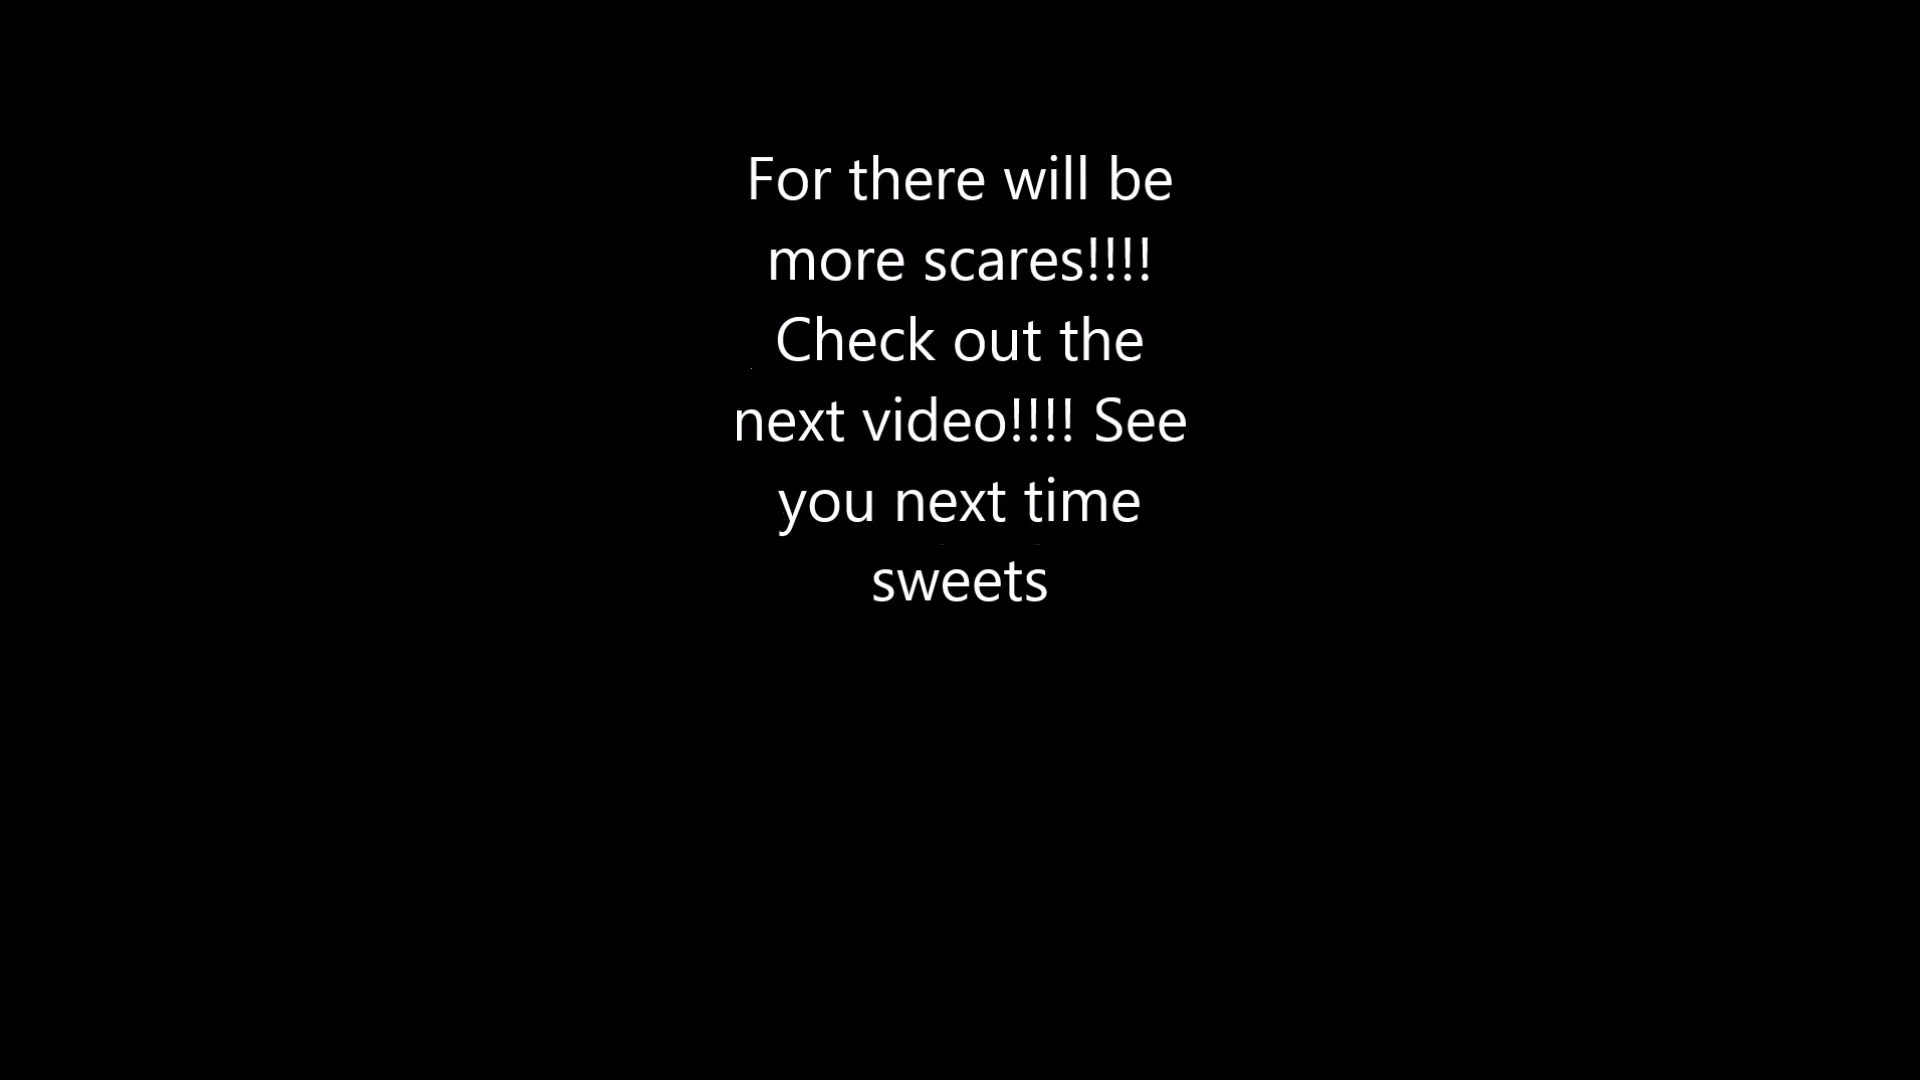 For there will be
more scares!!!!
Check out the
next video!!!! See
you next time
sweets